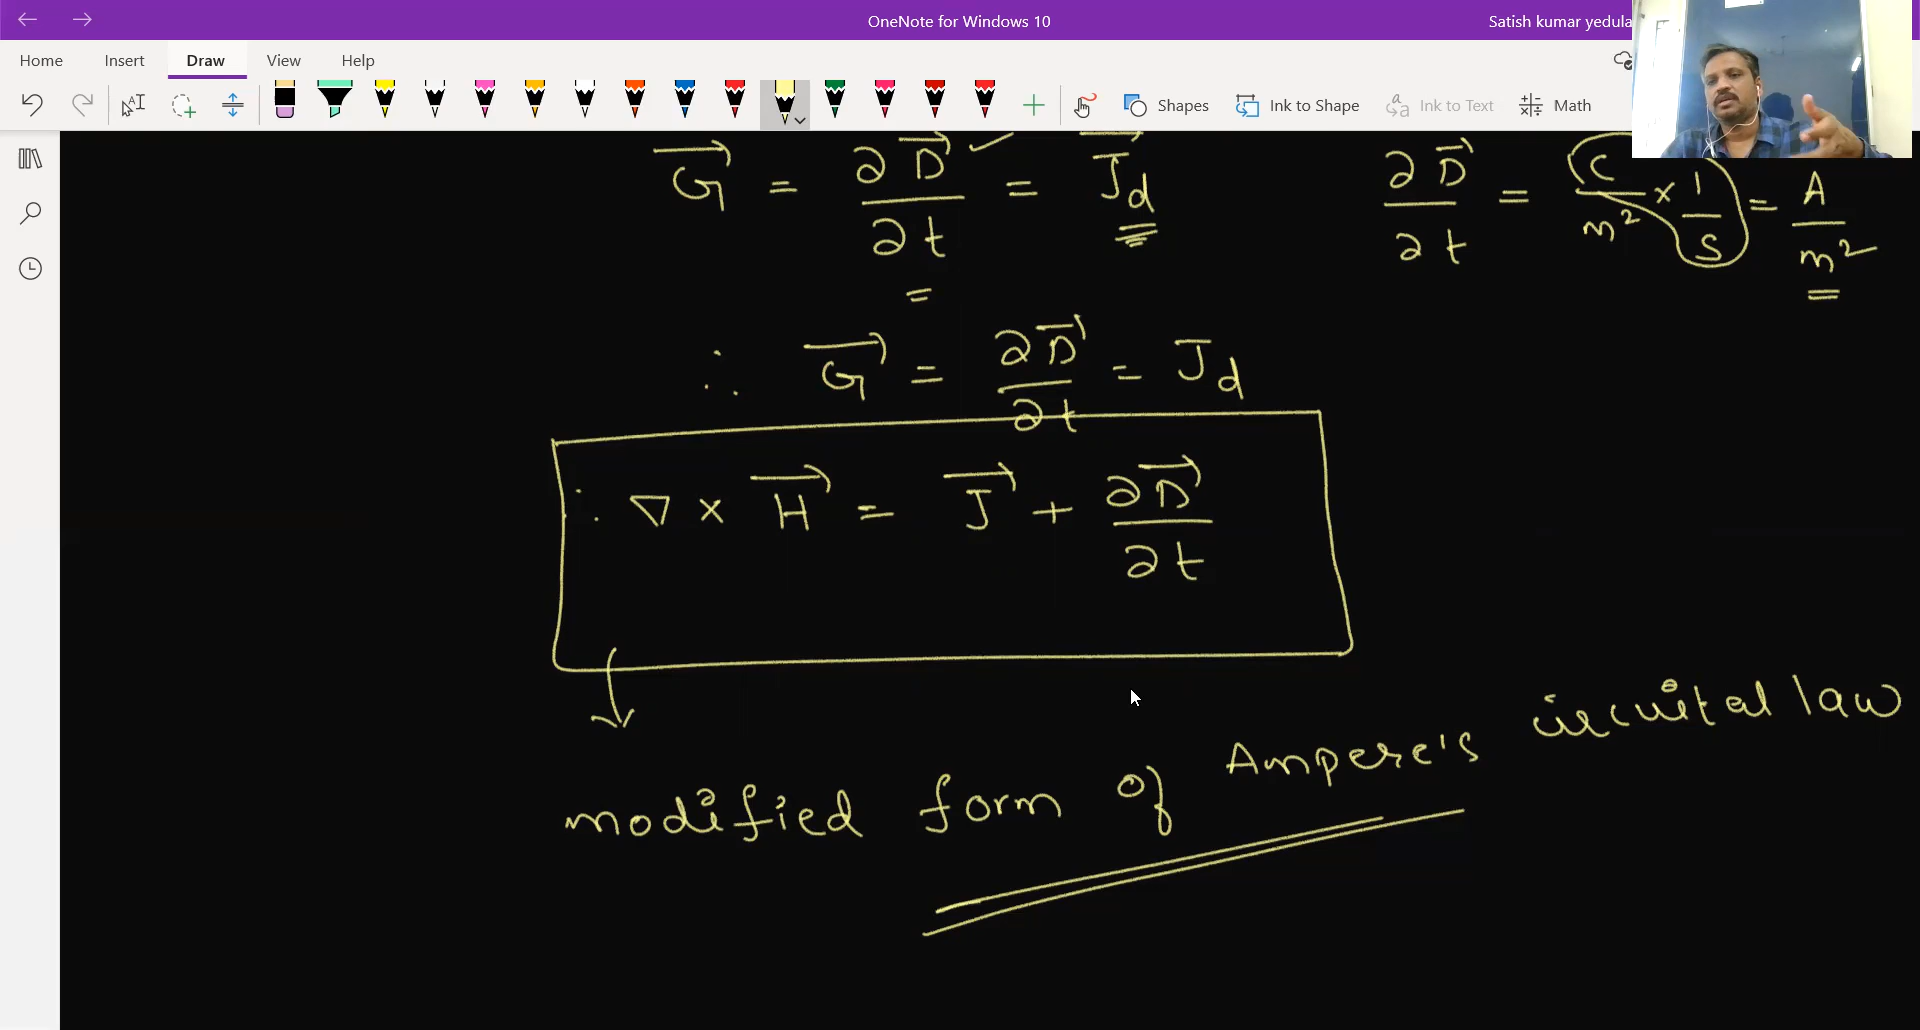 OneNote for Windows 10
Satish kumar yedula
Home Insert Draw View Help
Shapes Ink to Shape Ink to Text Math
G⃗ = ∂D⃗/∂t = J⃗d
∂D⃗/∂t = C/m² × 1/s = A/m²
∴ G⃗ = ∂D⃗/∂t = Jd
∴ ∇ × H⃗ = J⃗ + ∂D⃗/∂t
modified form of Ampere's circuital law